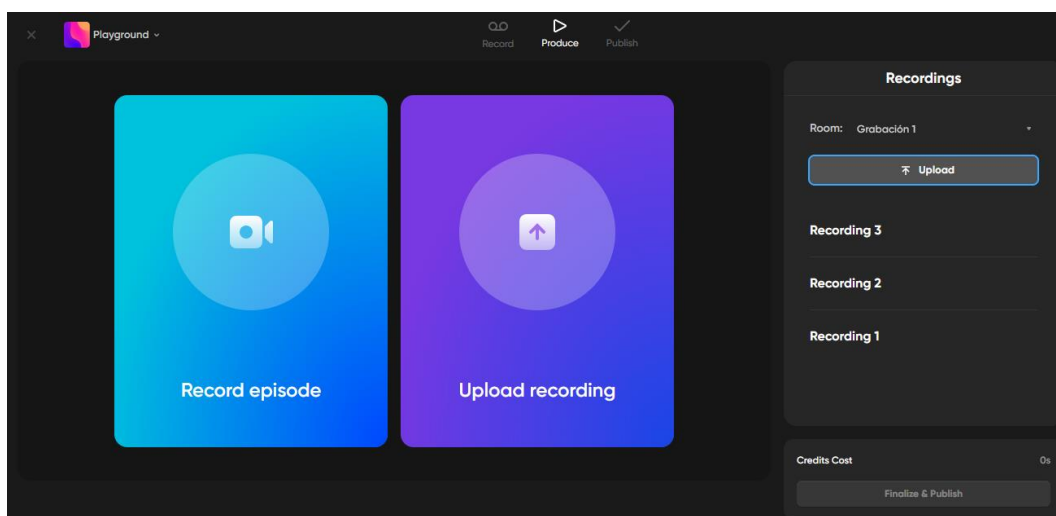 Playground
Record
Produce
Publish
Record episode
Upload recording
Recordings
Room: Grabación 1
Upload
Recording 3
Recording 2
Recording 1
Credits Cost 0s
Finalize & Publish